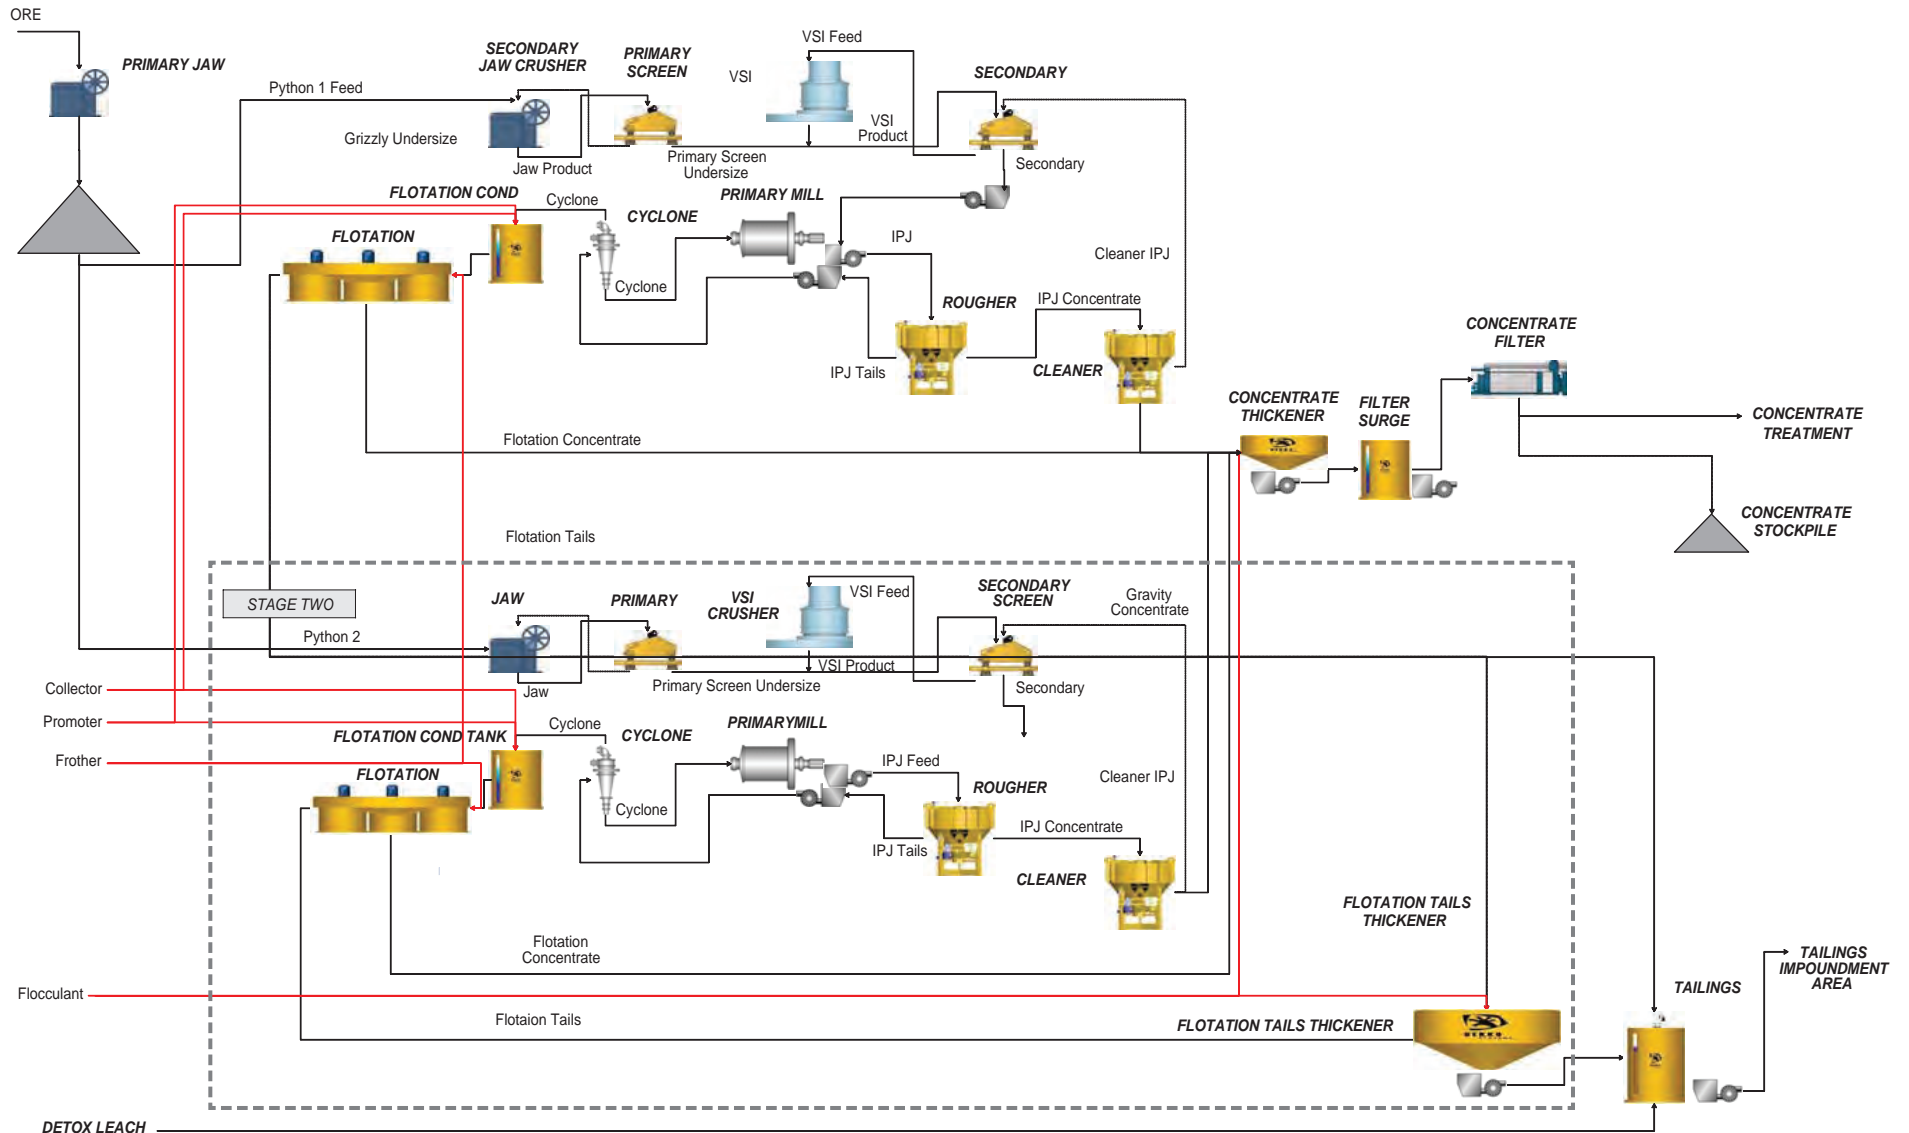 ORE
PRIMARY JAW
SECONDARY
JAW CRUSHER
PRIMARY
SCREEN
VSI Feed
VSI
SECONDARY
Python 1 Feed
Grizzly Undersize
Jaw Product
Primary Screen
Undersize
VSI
Product
Secondary
FLOTATION COND
Cyclone
CYCLONE
PRIMARY MILL
FLOTATION
IPJ
Cleaner IPJ
Cyclone
ROUGHER
IPJ Concentrate
IPJ Tails
CLEANER
CONCENTRATE
FILTER
CONCENTRATE
THICKENER
FILTER
SURGE
CONCENTRATE
TREATMENT
Flotation Concentrate
CONCENTRATE
STOCKPILE
Flotation Tails
STAGE TWO
JAW
PRIMARY
VSI
CRUSHER
VSI Feed
SECONDARY
SCREEN
Gravity
Concentrate
Python 2
VSI Product
Jaw
Primary Screen Undersize
Secondary
Collector
Promoter
Frother
FLOTATION COND TANK
Cyclone
CYCLONE
PRIMARYMILL
FLOTATION
IPJ Feed
Cleaner IPJ
ROUGHER
Cyclone
IPJ Concentrate
IPJ Tails
CLEANER
FLOTATION TAILS
THICKENER
Flotation
Concentrate
TAILINGS
IMPOUNDMENT
AREA
Flocculant
TAILINGS
Flotaion Tails
FLOTATION TAILS THICKENER
DETOX LEACH